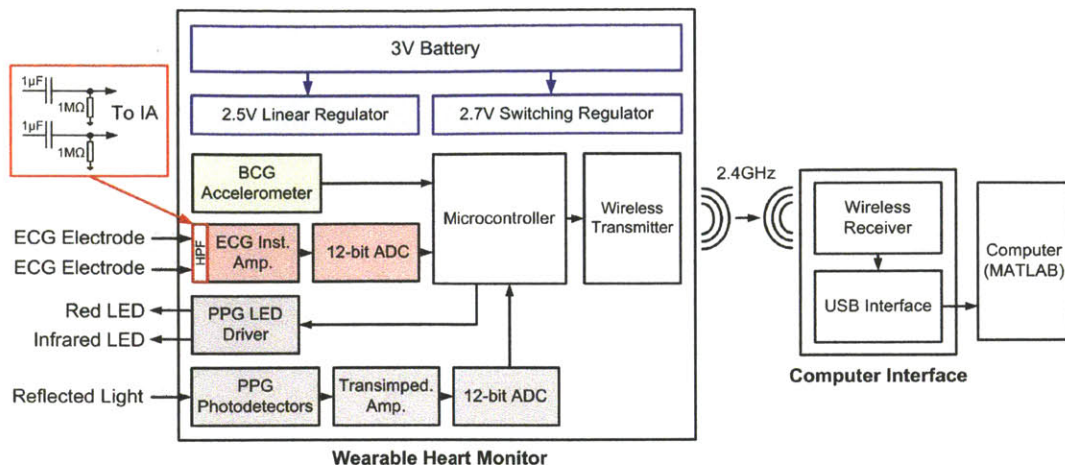 3V Battery
2.5V Linear Regulator
2.7V Switching Regulator
1µF
1MΩ
To IA
1µF
1MΩ
BCG
Accelerometer
Microcontroller
Wireless
Transmitter
2.4GHz
Wireless
Receiver
Computer
(MATLAB)
ECG Electrode
ECG Electrode
HPF
ECG Inst.
Amp.
12-bit ADC
USB Interface
Red LED
Infrared LED
PPG LED
Driver
Computer Interface
Reflected Light
PPG
Photodetectors
Transimped.
Amp.
12-bit ADC
Wearable Heart Monitor